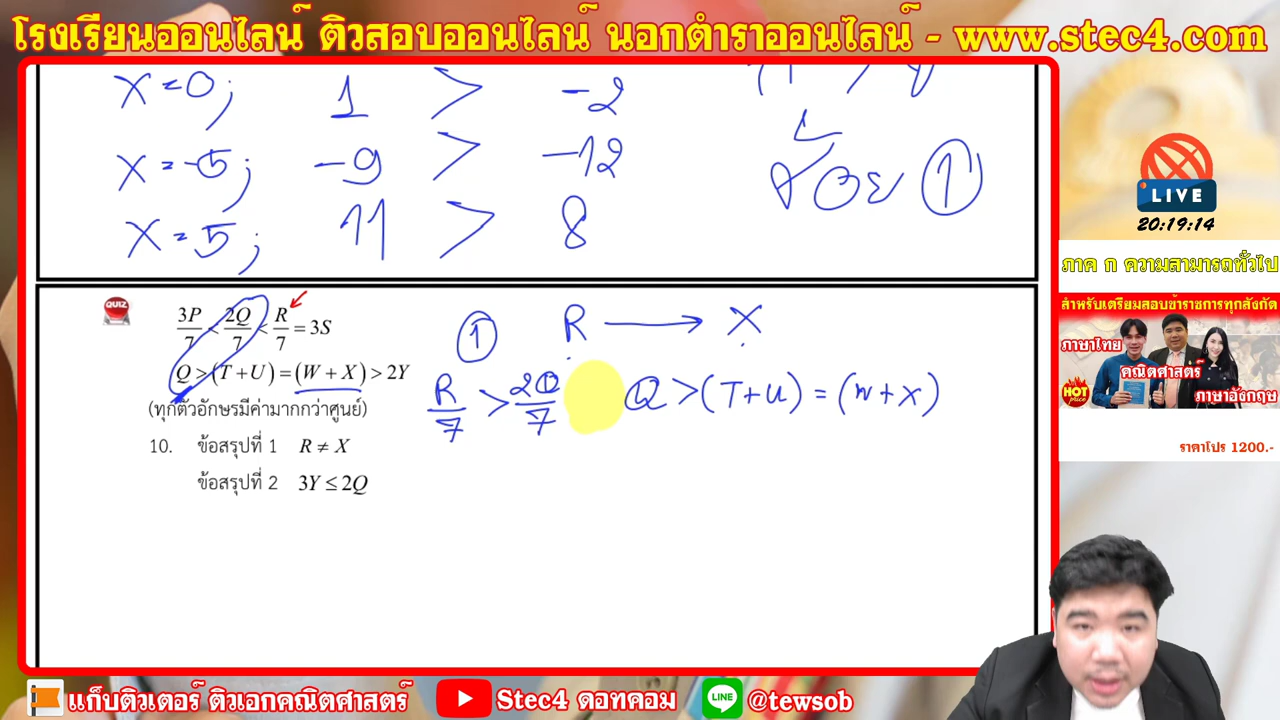 โรงเรียนออนไลน์ ติวสอบออนไลน์ นอกตำราออนไลน์ - www.stec4.com
x = 0; 1 > -2
x = -5; -9 > -12
ข้อย ①
x = 5; 11 > 8
LIVE
20:19:14
ภาค ก ความสามารถทั่วไป
สำหรับเตรียมสอบข้าราชการทุกสังกัด
ภาษาไทย
คณิตศาสตร์
HOT price
ภาษาอังกฤษ
ราคาโปร 1200.-
QUIZ
3P/7 < 2Q/7 < R/7 = 3S
① R → X
Q > (T + U) = (W + X) > 2Y
R/7 > 2Q/7 Q > (T+U) = (W+X)
(ทุกตัวอักษรมีค่ามากกว่าศูนย์)
10. ข้อสรุปที่ 1 R ≠ X
ข้อสรุปที่ 2 3Y ≤ 2Q
แก็บติวเตอร์ ติวเอกคณิตศาสตร์ Stec4 ดอทคอม LINE @tewsob